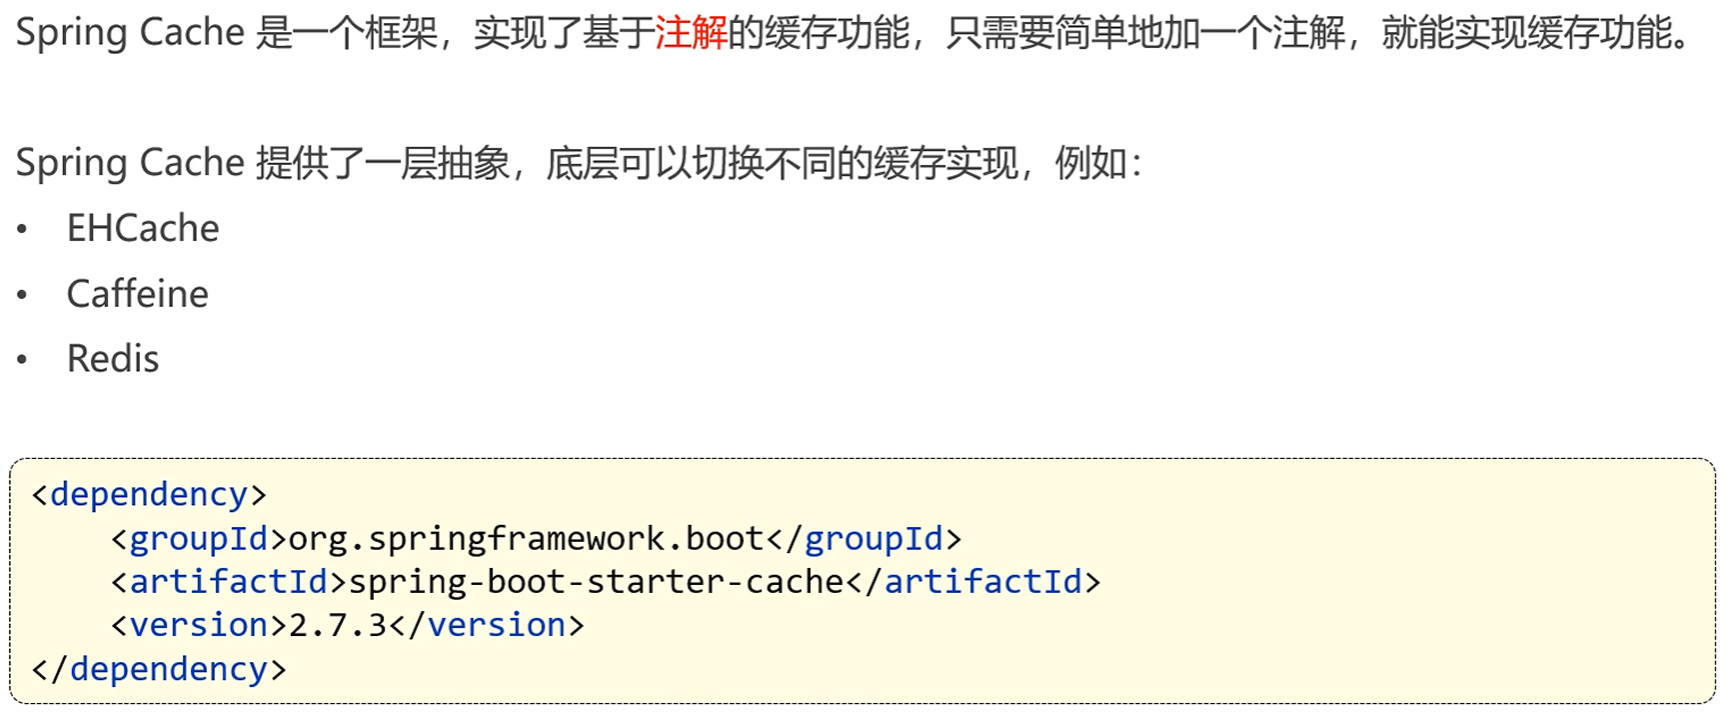 Spring Cache 是一个框架，实现了基于注解的缓存功能，只需要简单地加一个注解，就能实现缓存功能。
Spring Cache 提供了一层抽象，底层可以切换不同的缓存实现，例如：
• EHCache
• Caffeine
• Redis
<dependency>
    <groupId>org.springframework.boot</groupId>
    <artifactId>spring-boot-starter-cache</artifactId>
    <version>2.7.3</version>
</dependency>